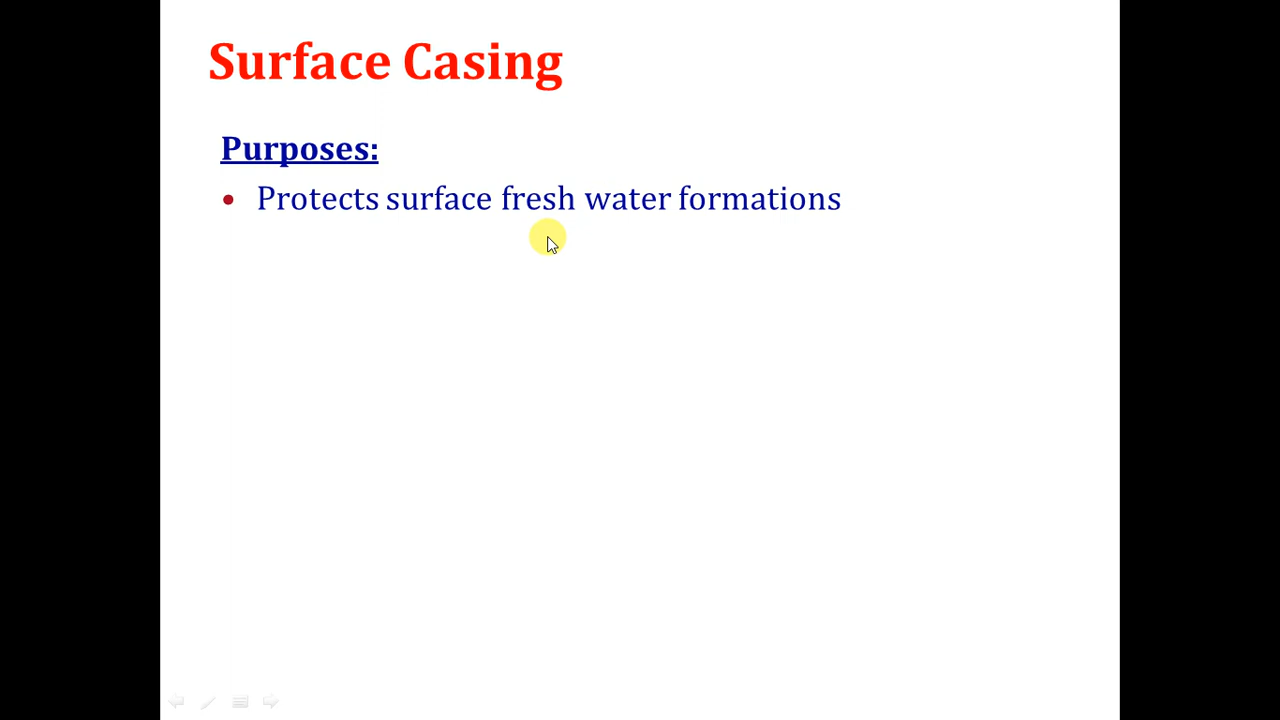 Surface Casing
Purposes:
• Protects surface fresh water formations